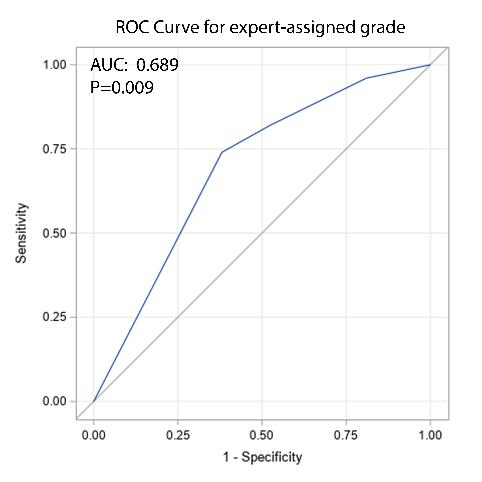 ROC Curve for expert-assigned grade
AUC: 0.689
P=0.009
1.00
0.75
0.50
0.25
0.00
Sensitivity
0.00 0.25 0.50 0.75 1.00
1 - Specificity